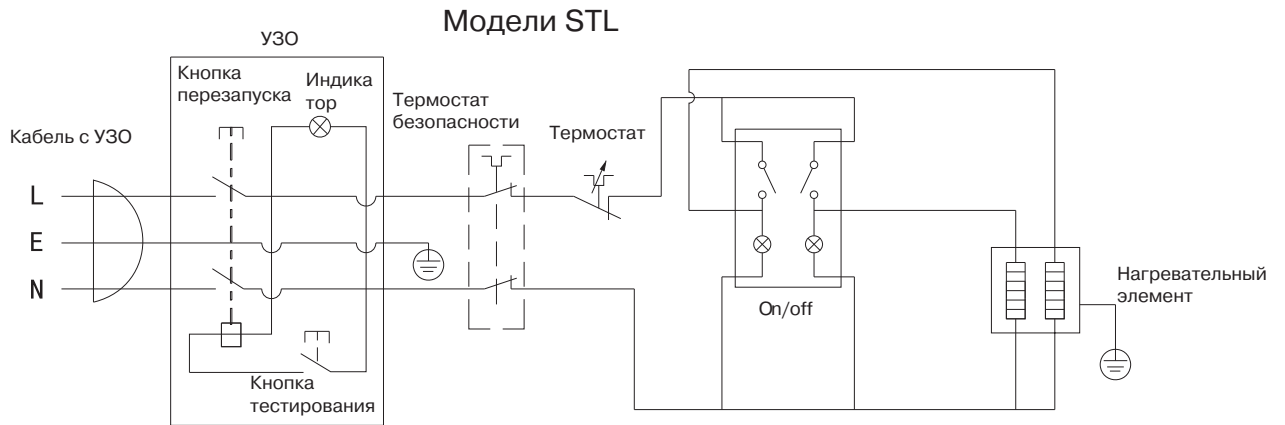 Модели STL
УЗО
Кнопка
перезапуска
Индика
тор
Термостат
безопасности
Термостат
Кабель с УЗО
L
E
N
On/off
Нагревательный
элемент
Кнопка
тестирования